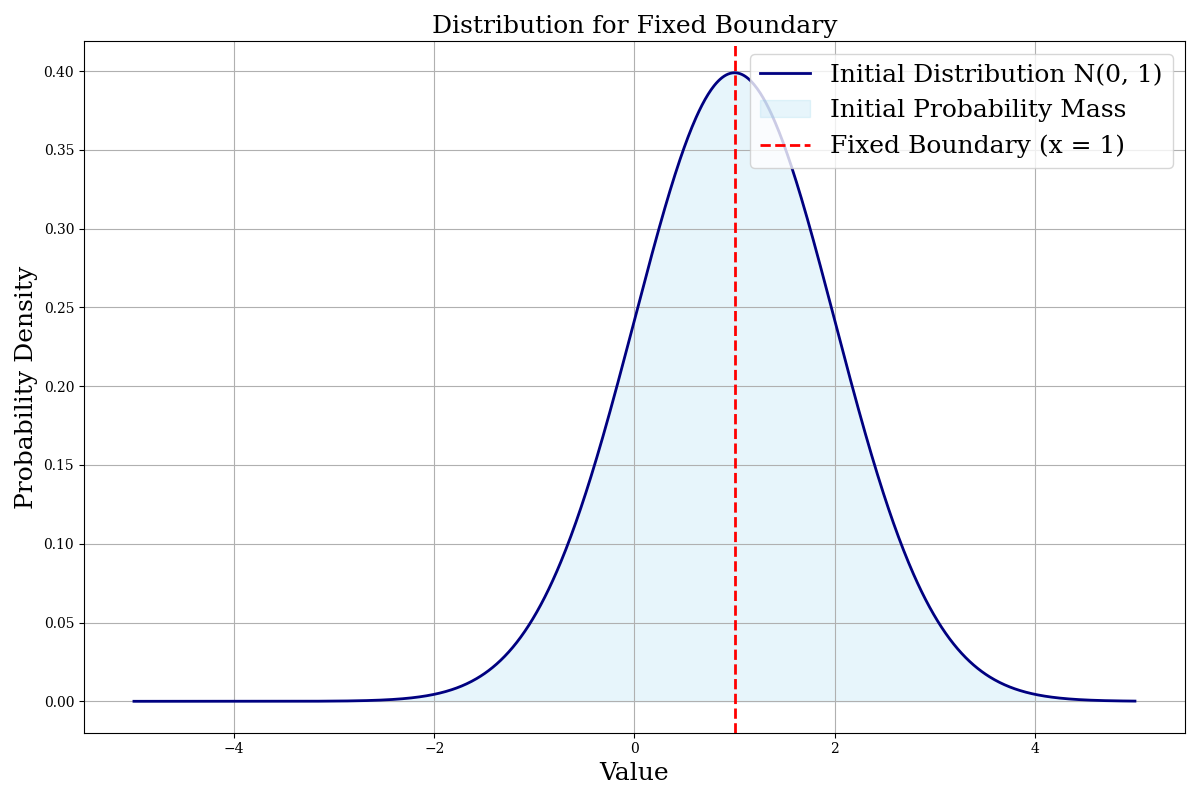 Distribution for Fixed Boundary
Initial Distribution N(0, 1)
Initial Probability Mass
Fixed Boundary (x = 1)
Probability Density
0.40
0.35
0.30
0.25
0.20
0.15
0.10
0.05
0.00
−4
−2
0
2
4
Value